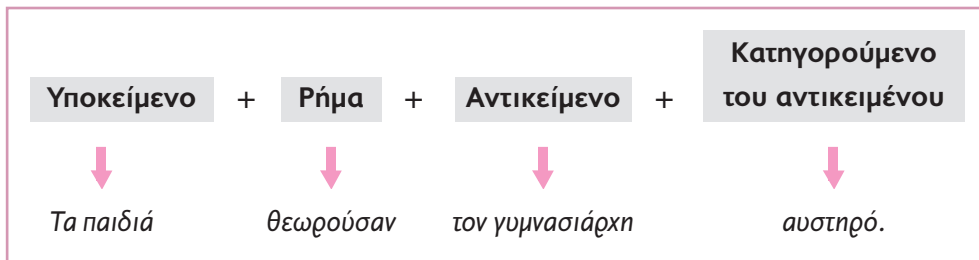 Υποκείμενο + Ρήμα + Αντικείμενο + Κατηγορούμενο
του αντικειμένου
Τα παιδιά θεωρούσαν τον γυμνασιάρχη αυστηρό.